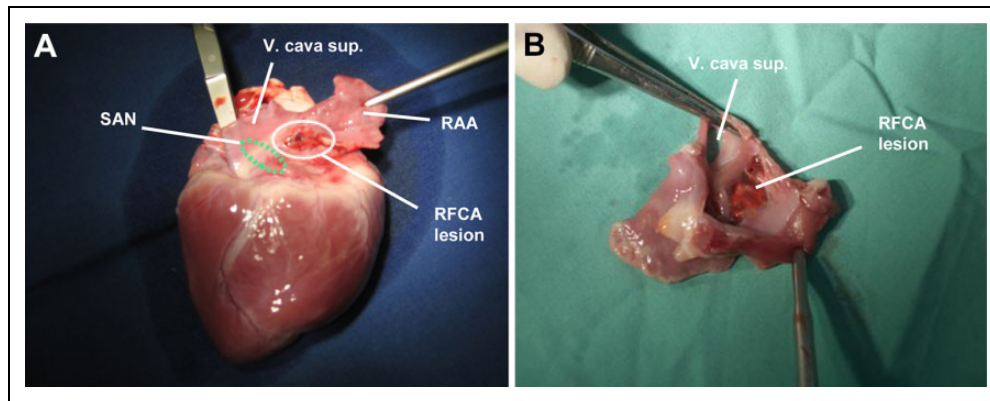 A
V. cava sup.
SAN
RAA
RFCA
lesion
B
V. cava sup.
RFCA
lesion